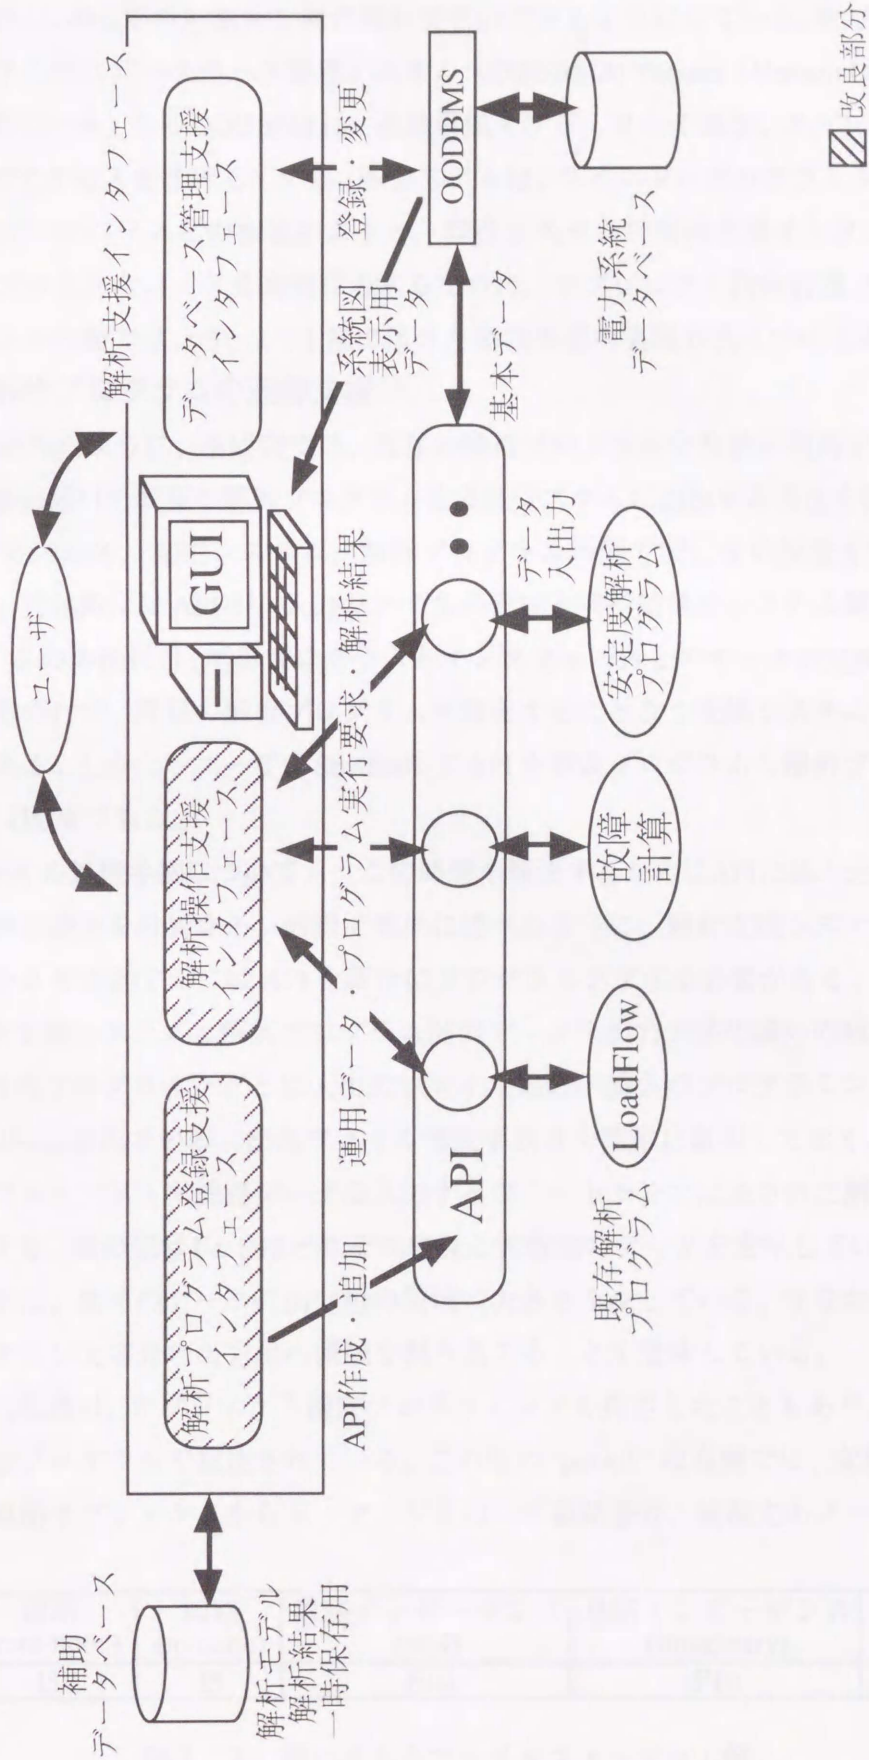 ユーザ
解析支援インタフェース
データベース管理支援
インタフェース
GUI
解析操作支援
インタフェース
解析プログラム登録支援
インタフェース
補助
データベース
解析モデル
解析結果
一時保存用
API作成・追加
運用データ・プログラム実行要求
解析結果
系統図
表示用
データ
登録・変更
OODBMS
API
基本データ
データ
入出力
既存解析
プログラム
LoadFlow
故障
計算
安定度解析
プログラム
電力系統
データベース
改良部分